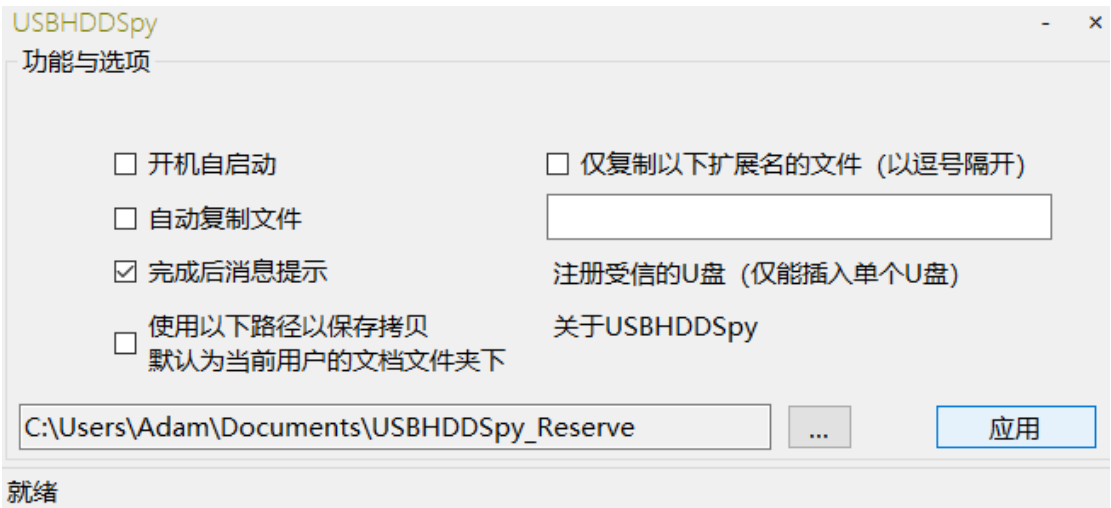 USBHDDSpy
功能与选项
开机自启动
仅复制以下扩展名的文件（以逗号隔开）
自动复制文件
完成后消息提示
注册受信的U盘（仅能插入单个U盘）
使用以下路径以保存拷贝
默认为当前用户的文档文件夹下
关于USBHDDSpy
C:\Users\Adam\Documents\USBHDDSpy_Reserve
...
应用
就绪